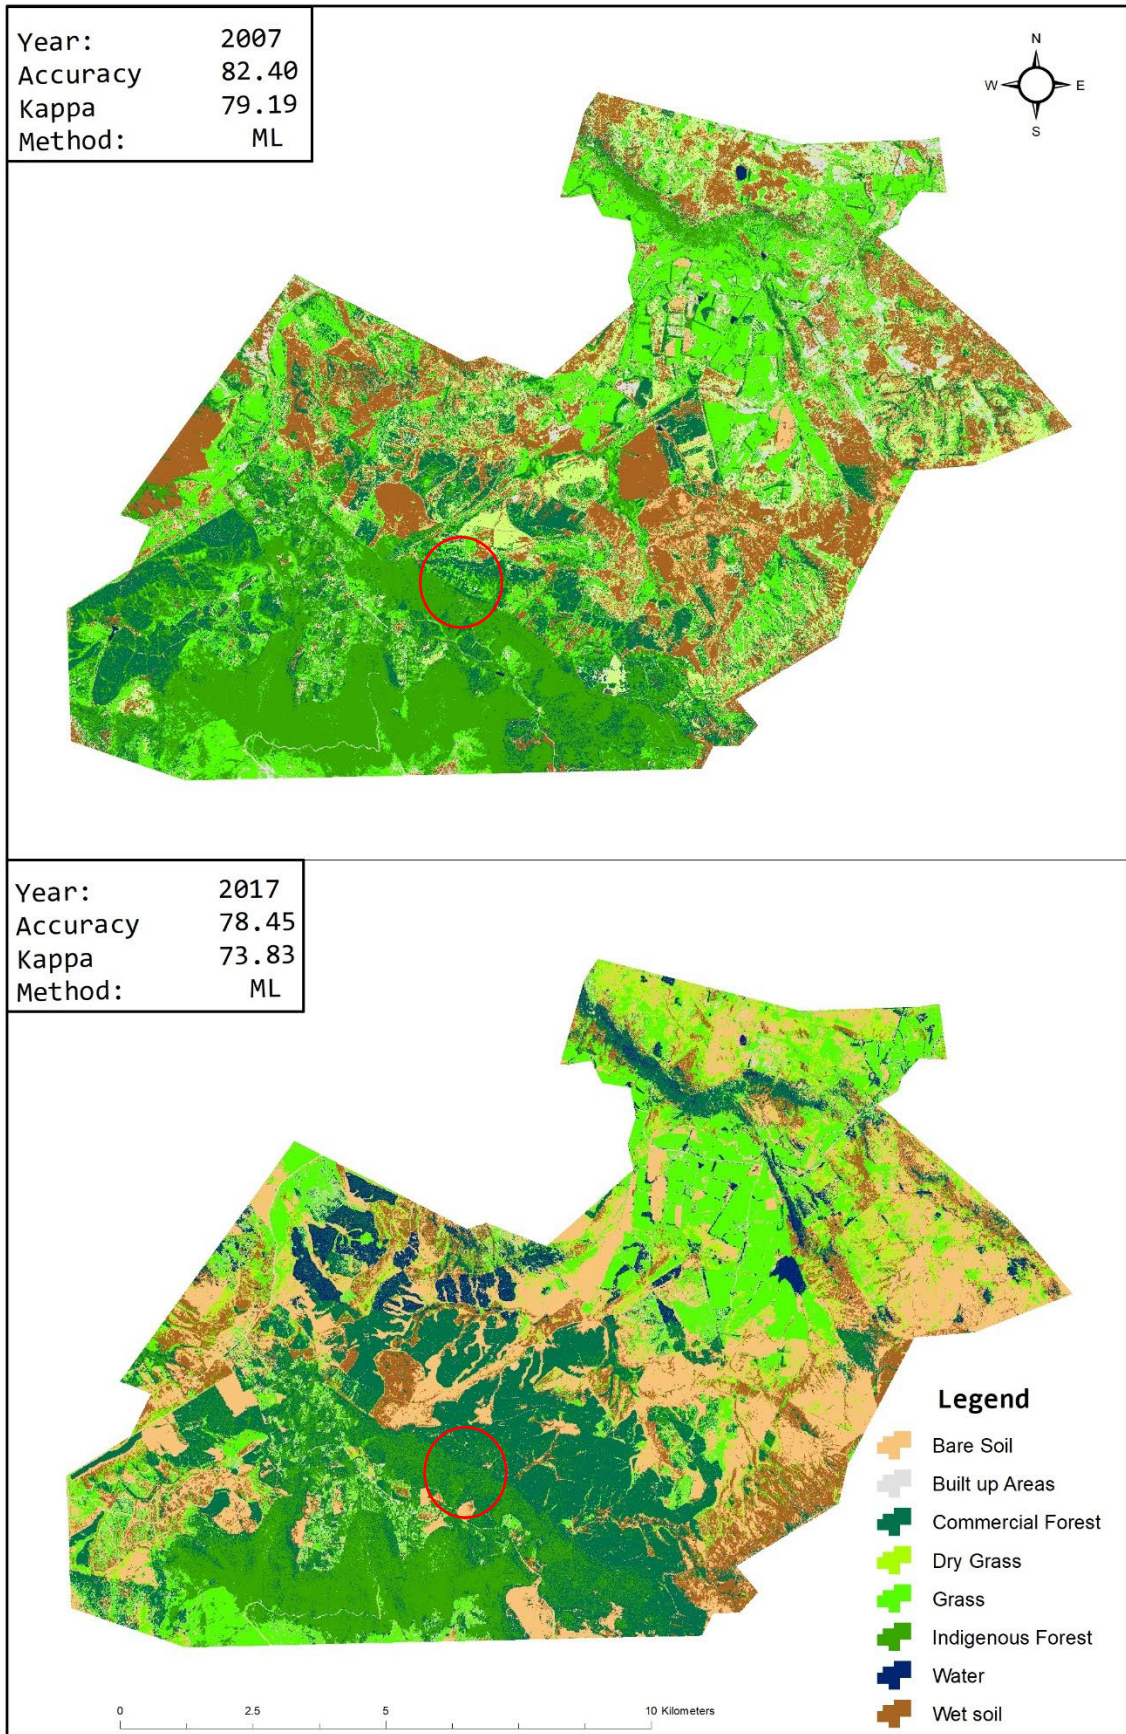 Year: 2007
Accuracy 82.40
Kappa 79.19
Method: ML
N
W E
S
Year: 2017
Accuracy 78.45
Kappa 73.83
Method: ML
Legend
Bare Soil
Built up Areas
Commercial Forest
Dry Grass
Grass
Indigenous Forest
Water
Wet soil
0 2.5 5 10 Kilometers